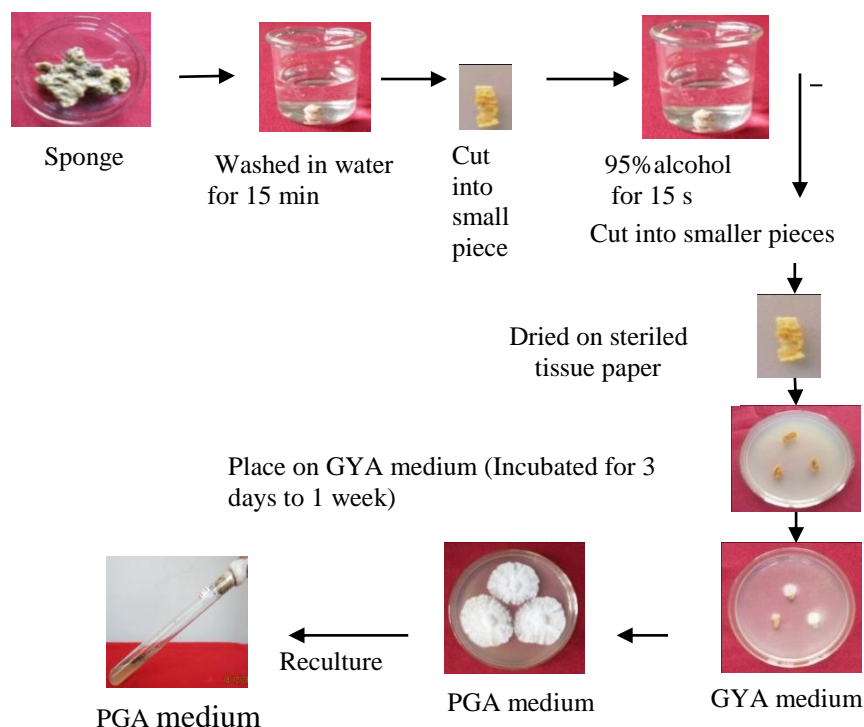 Sponge
Washed in water
for 15 min
Cut
into
small
piece
95% alcohol
for 15 s
Cut into smaller pieces
Dried on steriled
tissue paper
Place on GYA medium (Incubated for 3
days to 1 week)
GYA medium
PGA medium
Reculture
PGA medium